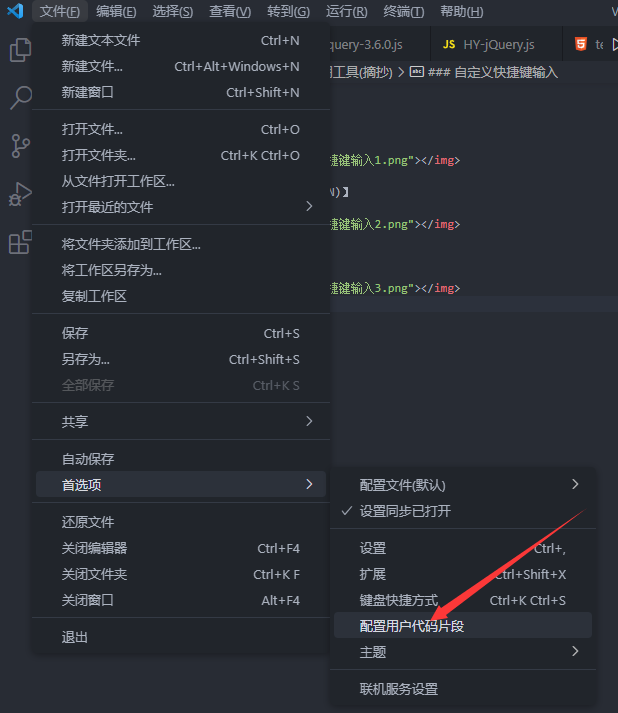 文件(F) 编辑(E) 选择(S) 查看(V) 转到(G) 运行(R) 终端(T) 帮助(H)
query-3.6.0.js JS HY-jQuery.js
工具(摘抄) > abc ### 自定义快捷键输入
捷键输入1.png"></img>
N)】
捷键输入2.png"></img>
捷键输入3.png"></img>
新建文本文件 Ctrl+N
新建文件... Ctrl+Alt+Windows+N
新建窗口 Ctrl+Shift+N
打开文件... Ctrl+O
打开文件夹... Ctrl+K Ctrl+O
从文件打开工作区...
打开最近的文件
将文件夹添加到工作区...
将工作区另存为...
复制工作区
保存 Ctrl+S
另存为... Ctrl+Shift+S
全部保存 Ctrl+K S
共享
自动保存
首选项
还原文件
关闭编辑器 Ctrl+F4
关闭文件夹 Ctrl+K F
关闭窗口 Alt+F4
退出
配置文件(默认)
设置同步已打开
设置 Ctrl+,
扩展 Ctrl+Shift+X
键盘快捷方式 Ctrl+K Ctrl+S
配置用户代码片段
主题
联机服务设置